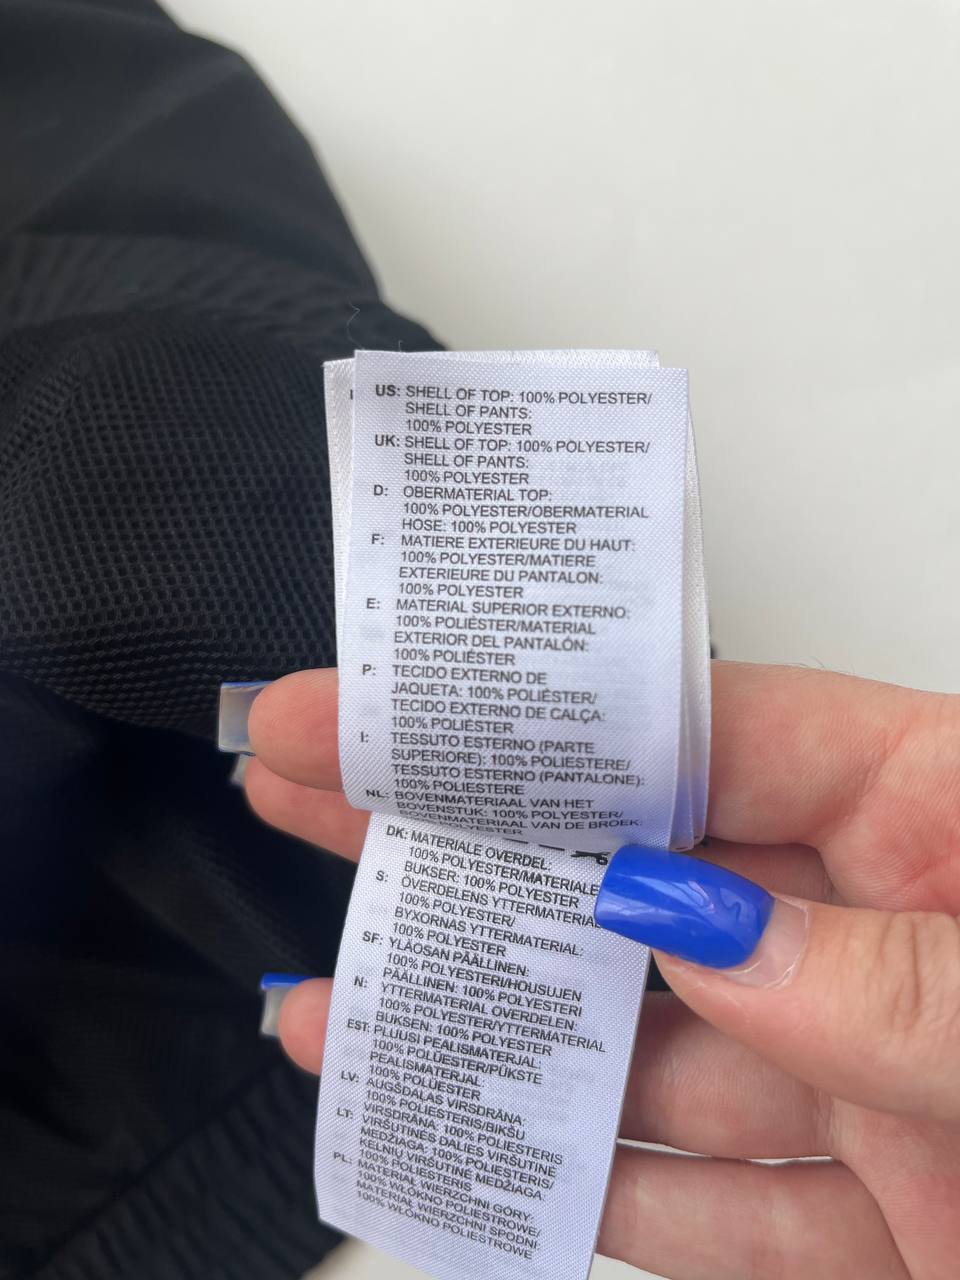 US: SHELL OF TOP: 100% POLYESTER/
SHELL OF PANTS:
100% POLYESTER
UK: SHELL OF TOP: 100% POLYESTER/
SHELL OF PANTS:
100% POLYESTER
D: OBERMATERIAL TOP:
100% POLYESTER/OBERMATERIAL
HOSE: 100% POLYESTER
F: MATIERE EXTERIEURE DU HAUT:
100% POLYESTER/MATIERE
EXTERIEURE DU PANTALON:
100% POLYESTER
E: MATERIAL SUPERIOR EXTERNO:
100% POLIÉSTER/MATERIAL
EXTERIOR DEL PANTALÓN:
100% POLIÉSTER
P: TECIDO EXTERNO DE
JAQUETA: 100% POLIÉSTER/
TECIDO EXTERNO DE CALÇA:
100% POLIÉSTER
I: TESSUTO ESTERNO (PARTE
SUPERIORE): 100% POLIESTERE/
TESSUTO ESTERNO (PANTALONE):
100% POLIESTERE
NL: BOVENMATERIAAL VAN HET
BOVENSTUK: 100% POLYESTER/
BOVENMATERIAAL VAN DE BROEK:
POLYESTER
DK: MATERIALE OVERDEL:
100% POLYESTER/MATERIALE
BUKSER: 100% POLYESTER
S: ÖVERDELENS YTTERMATERIAL
100% POLYESTER/
BYXORNAS YTTERMATERIAL:
100% POLYESTER
SF: YLÄOSAN PÄÄLLINEN:
100% POLYESTERI/HOUSUJEN
PÄÄLLINEN: 100% POLYESTERI
N: YTTERMATERIAL OVERDELEN:
100% POLYESTER/YTTERMATERIAL
BUKSEN: 100% POLYESTER
EST: PLUUSI PEALISMATERJAL:
100% POLÜESTER/PÜKSTE
PEALISMATERJAL:
100% POLÜESTER
LV: AUGŠDAĻAS VIRSDRĀNA:
100% POLIESTERIS/BIKŠU
VIRSDRĀNA: 100% POLIESTERIS
LT: VIRŠUTINĖS DALIES VIRŠUTINĖ
MEDŽIAGA: 100% POLIESTERIS/
KELNIŲ VIRŠUTINĖ MEDŽIAGA:
100% POLIESTERIS
PL: MATERIAŁ WIERZCHNI GÓRY:
100% WŁÓKNO POLIESTROWE/
MATERIAŁ WIERZCHNI SPODNI:
100% WŁÓKNO POLIESTROWE